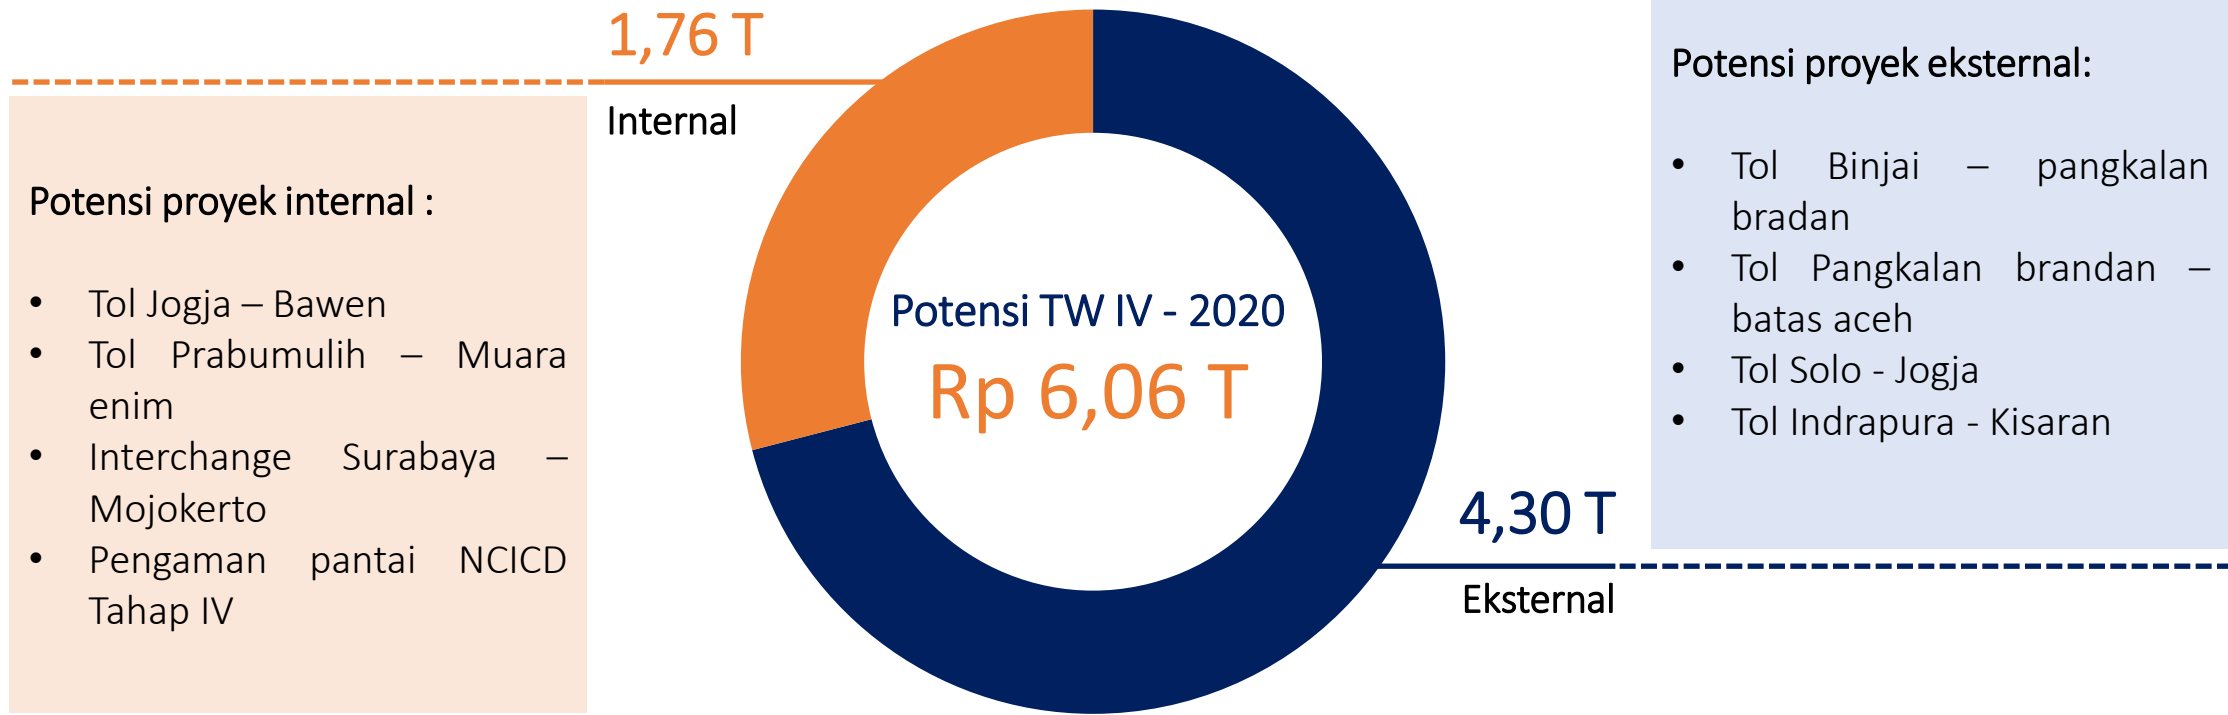 1,76 T
Internal
Potensi proyek internal :
• Tol Jogja – Bawen
• Tol Prabumulih – Muara
enim
• Interchange Surabaya –
Mojokerto
• Pengaman pantai NCICD
Tahap IV
Potensi TW IV - 2020
Rp 6,06 T
4,30 T
Eksternal
Potensi proyek eksternal:
• Tol Binjai – pangkalan
bradan
• Tol Pangkalan brandan –
batas aceh
• Tol Solo - Jogja
• Tol Indrapura - Kisaran